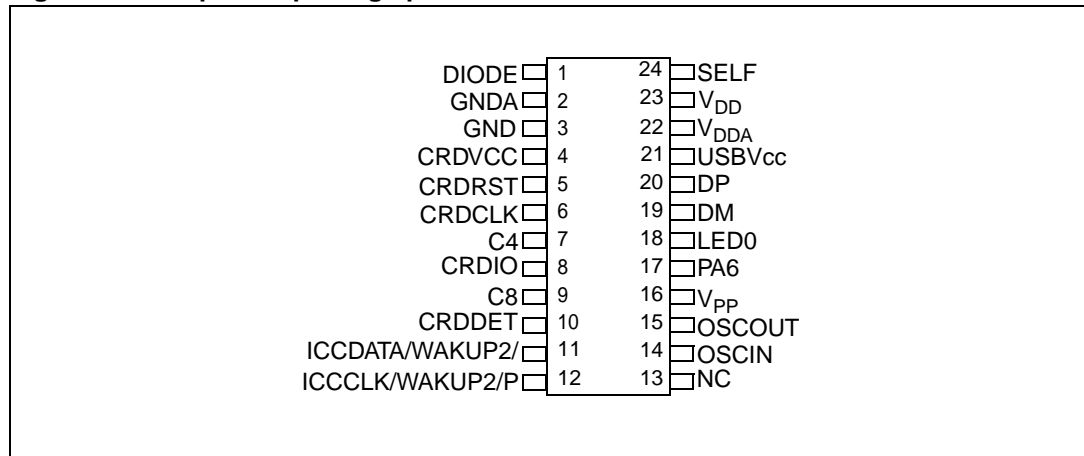 DIODE 1 24 SELF
GNDA 2 23 VDD
GND 3 22 VDDA
CRDVCC 4 21 USBVcc
CRDRST 5 20 DP
CRDCLK 6 19 DM
C4 7 18 LED0
CRDIO 8 17 PA6
C8 9 16 VPP
CRDDET 10 15 OSCOUT
ICCDATA/WAKUP2/ 11 14 OSCIN
ICCCLK/WAKUP2/P 12 13 NC